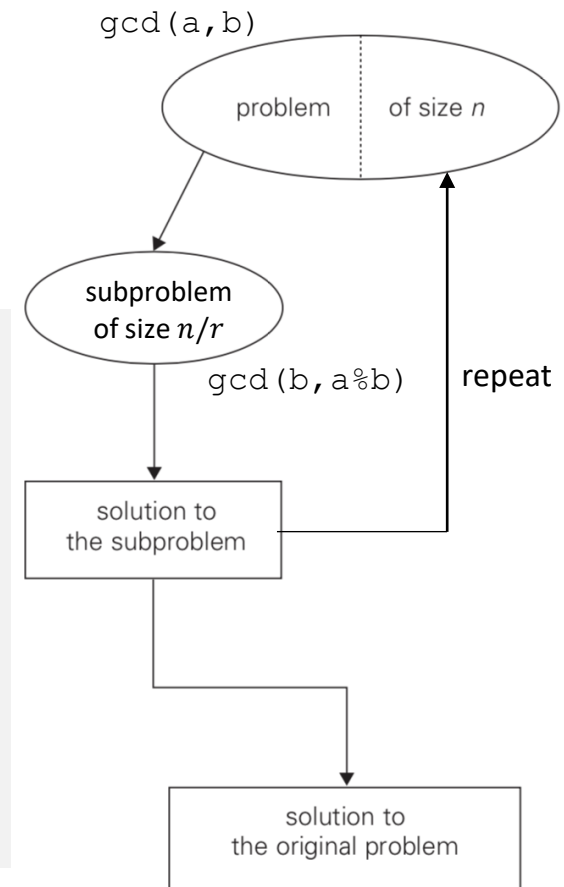 gcd(a,b)
problem of size n
subproblem
of size n/r
gcd(b,a%b)
repeat
solution to
the subproblem
solution to
the original problem